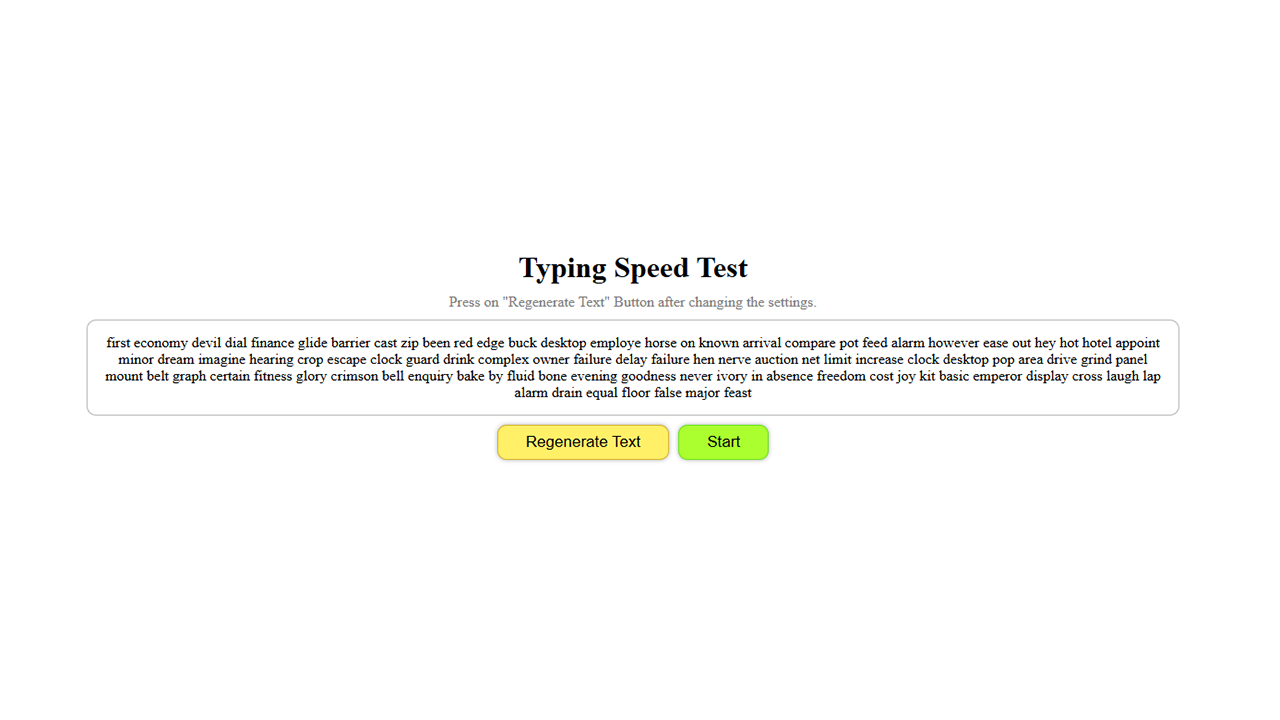 Typing Speed Test
Press on "Regenerate Text" Button after changing the settings.
first economy devil dial finance glide barrier cast zip been red edge buck desktop employe horse on known arrival compare pot feed alarm however ease out hey hot hotel appoint
minor dream imagine hearing crop escape clock guard drink complex owner failure delay failure hen nerve auction net limit increase clock desktop pop area drive grind panel
mount belt graph certain fitness glory crimson bell enquiry bake by fluid bone evening goodness never ivory in absence freedom cost joy kit basic emperor display cross laugh lap
alarm drain equal floor false major feast
Regenerate Text Start